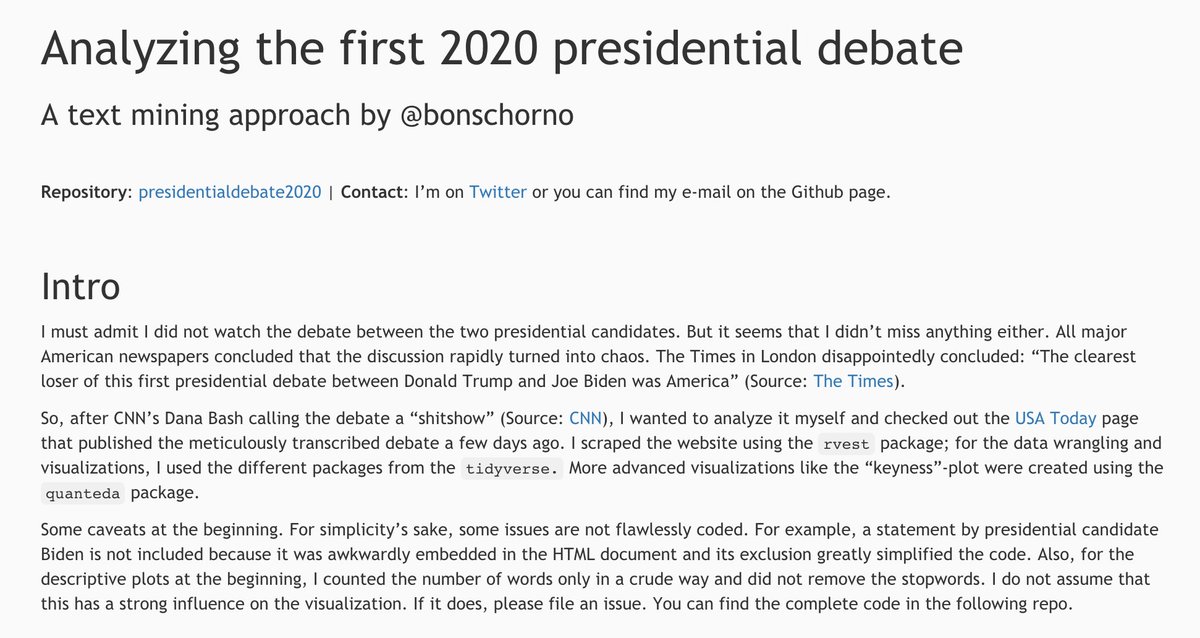 Analyzing the first 2020 presidential debate
A text mining approach by @bonschorno
Repository: presidentialdebate2020 | Contact: I’m on Twitter or you can find my e-mail on the Github page.
Intro
I must admit I did not watch the debate between the two presidential candidates. But it seems that I didn’t miss anything either. All major
American newspapers concluded that the discussion rapidly turned into chaos. The Times in London disappointedly concluded: “The clearest
loser of this first presidential debate between Donald Trump and Joe Biden was America” (Source: The Times).
So, after CNN’s Dana Bash calling the debate a “shitshow” (Source: CNN), I wanted to analyze it myself and checked out the USA Today page
that published the meticulously transcribed debate a few days ago. I scraped the website using the rvest package; for the data wrangling and
visualizations, I used the different packages from the tidyverse. More advanced visualizations like the “keyness”-plot were created using the
quanteda package.
Some caveats at the beginning. For simplicity’s sake, some issues are not flawlessly coded. For example, a statement by presidential candidate
Biden is not included because it was awkwardly embedded in the HTML document and its exclusion greatly simplified the code. Also, for the
descriptive plots at the beginning, I counted the number of words only in a crude way and did not remove the stopwords. I do not assume that
this has a strong influence on the visualization. If it does, please file an issue. You can find the complete code in the following repo.